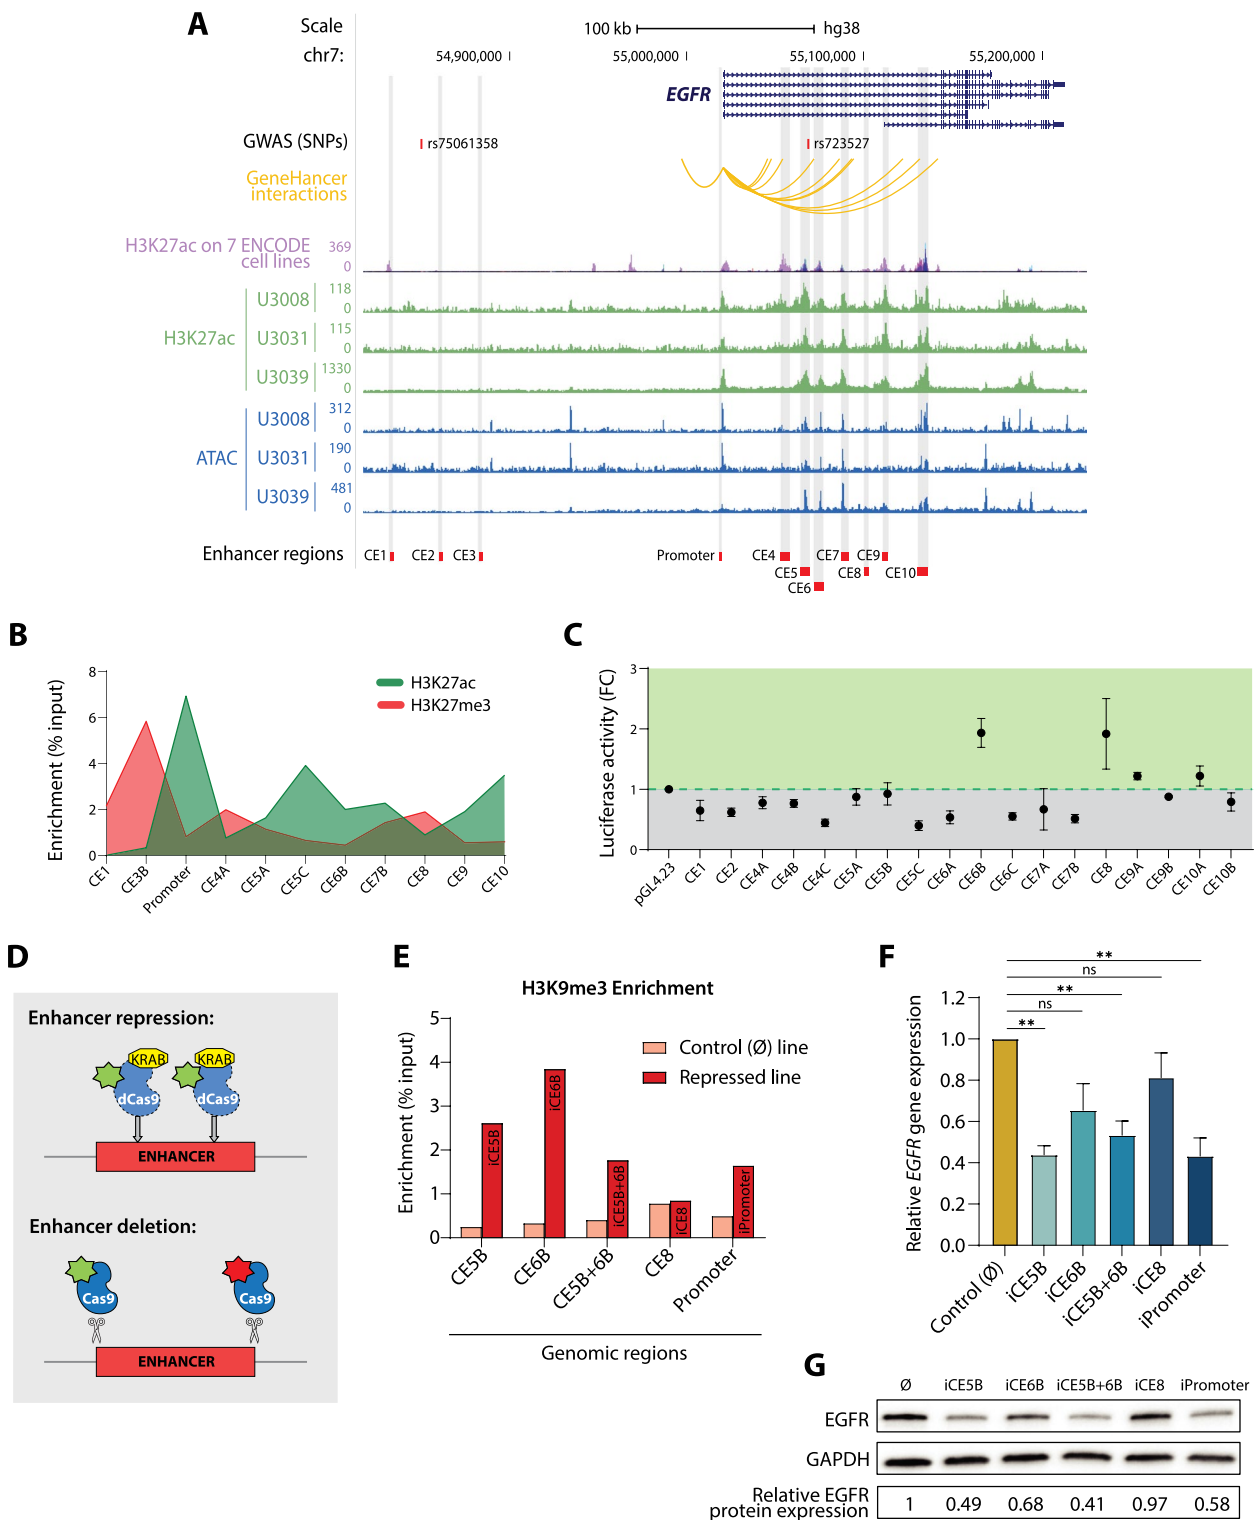 A
Scale
100 kb
hg38
chr7:
54,900,000
55,000,000
55,100,000
55,200,000
EGFR
GWAS (SNPs)
rs75061358
rs723527
GeneHancer
interactions
H3K27ac on 7 ENCODE
cell lines
369
0
H3K27ac
U3008
118
0
U3031
115
0
U3039
1330
0
ATAC
U3008
312
0
U3031
190
0
U3039
481
0
Enhancer regions
CE1
CE2
CE3
Promoter
CE4
CE7
CE9
CE5
CE8
CE10
CE6
B
Enrichment (% input)
8
6
4
2
0
H3K27ac
H3K27me3
CE1
CE3B
Promoter
CE4A
CE5A
CE5C
CE6B
CE7B
CE8
CE9
CE10
C
Luciferase activity (FC)
3
2
1
0
pGL4.23
CE1
CE2
CE4A
CE4B
CE4C
CE5A
CE5B
CE5C
CE6A
CE6B
CE6C
CE7A
CE7B
CE8
CE9A
CE9B
CE10A
CE10B
D
Enhancer repression:
KRAB
KRAB
dCas9
dCas9
ENHANCER
Enhancer deletion:
Cas9
Cas9
ENHANCER
E
H3K9me3 Enrichment
Enrichment (% input)
5
4
3
2
1
0
Control (Ø) line
Repressed line
iCE5B
iCE6B
iCE5B+6B
iCE8
iPromoter
CE5B
CE6B
CE5B+6B
CE8
Promoter
Genomic regions
F
Relative EGFR gene expression
1.2
1.0
0.8
0.6
0.4
0.2
0.0
**
ns
**
ns
**
Control (Ø)
iCE5B
iCE6B
iCE5B+6B
iCE8
iPromoter
G
Ø iCE5B iCE6B iCE5B+6B iCE8 iPromoter
EGFR
GAPDH
Relative EGFR
protein expression
1 0.49 0.68 0.41 0.97 0.58